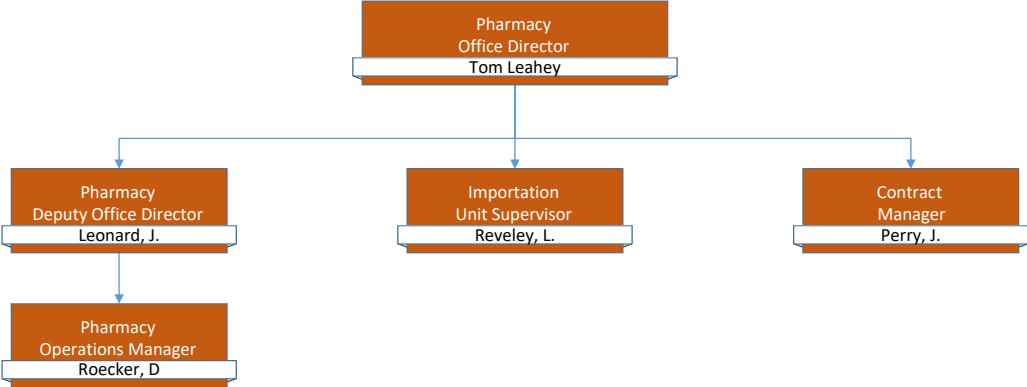 Pharmacy
Office Director
Tom Leahey
Pharmacy
Deputy Office Director
Leonard, J.
Importation
Unit Supervisor
Reveley, L.
Contract
Manager
Perry, J.
Pharmacy
Operations Manager
Roecker, D